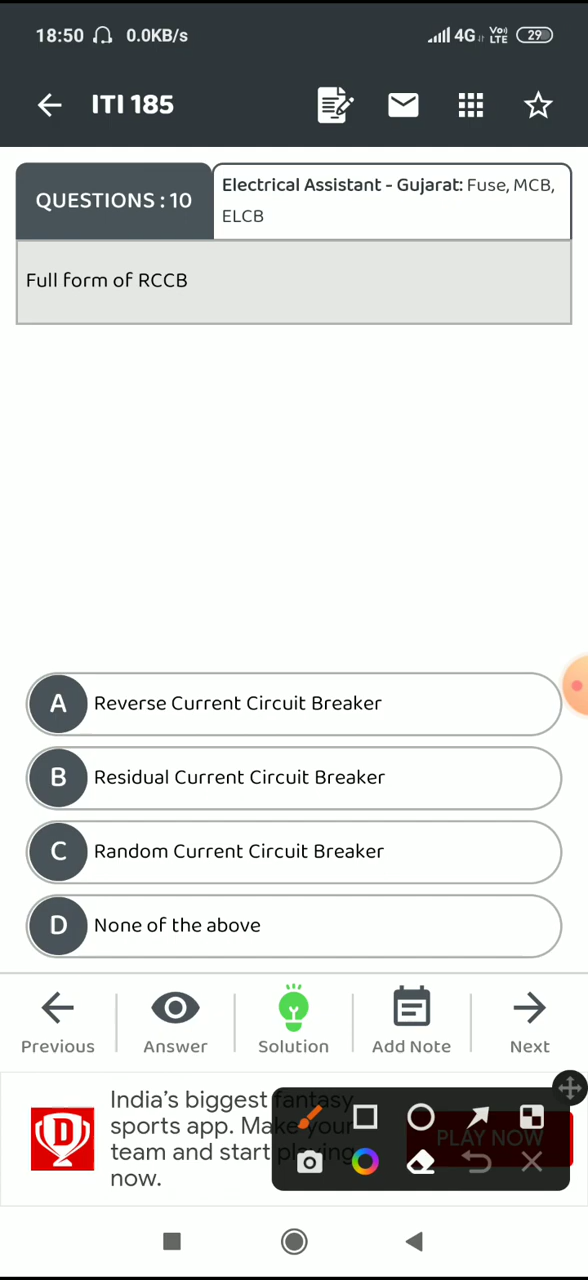 18:50 0.0KB/s 4G Vo) LTE 29
ITI 185
QUESTIONS : 10
Electrical Assistant - Gujarat: Fuse, MCB,
ELCB
Full form of RCCB
A Reverse Current Circuit Breaker
B Residual Current Circuit Breaker
C Random Current Circuit Breaker
D None of the above
Previous Answer Solution Add Note Next
India's biggest fantasy
sports app. Make your
team and start playing
now.
D
PLAY NOW